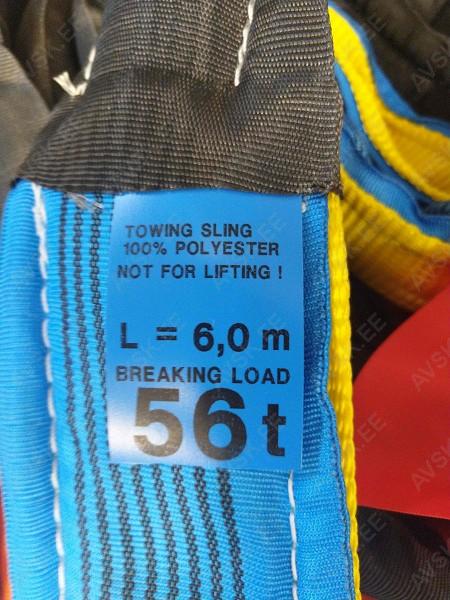 TOWING SLING
100% POLYESTER
NOT FOR LIFTING !
L = 6,0 m
BREAKING LOAD
56 t